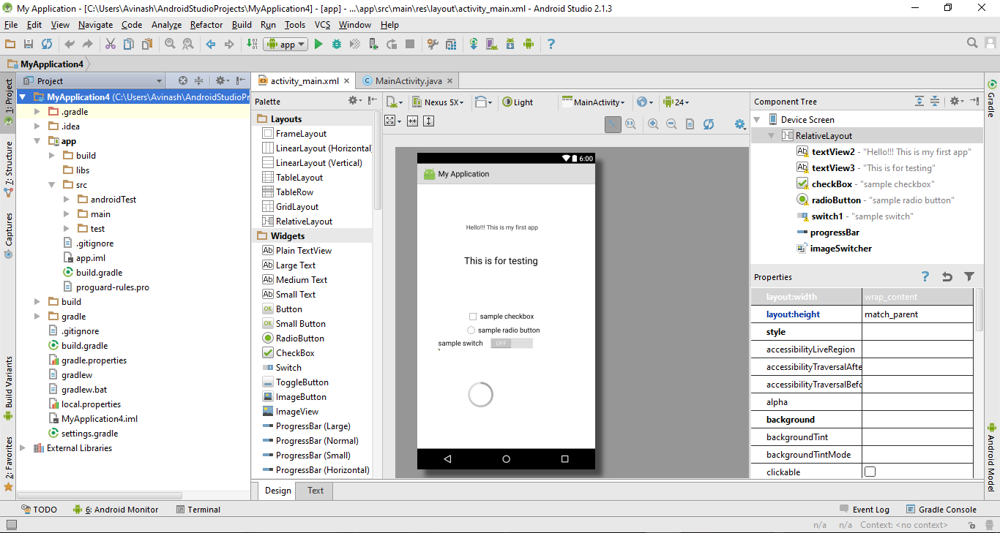 My Application - [C:\Users\Avinash\AndroidStudioProjects\MyApplication4] - [app] - ...\app\src\main\res\layout\activity_main.xml - Android Studio 2.1.3
File Edit View Navigate Code Analyze Refactor Build Run Tools VCS Window Help
app
MyApplication4
1: Project
7: Structure
Captures
Build Variants
2: Favorites
Project
MyApplication4 (C:\Users\Avinash\AndroidStudioPr
.gradle
.idea
app
build
libs
src
androidTest
main
test
.gitignore
app.iml
build.gradle
proguard-rules.pro
build
gradle
.gitignore
build.gradle
gradle.properties
gradlew
gradlew.bat
local.properties
MyApplication4.iml
settings.gradle
External Libraries
activity_main.xml
MainActivity.java
Palette
Layouts
FrameLayout
LinearLayout (Horizontal
LinearLayout (Vertical)
TableLayout
TableRow
GridLayout
RelativeLayout
Widgets
Ab Plain TextView
Ab Large Text
Ab Medium Text
Ab Small Text
OK Button
OK Small Button
RadioButton
CheckBox
Switch
ToggleButton
ImageButton
ImageView
ProgressBar (Large)
ProgressBar (Normal)
ProgressBar (Small)
ProgressBar (Horizontal)
Nexus 5X Light MainActivity 24
6:00
My Application
Hello!!! This is my first app
This is for testing
sample checkbox
sample radio button
sample switch OFF
Design Text
Component Tree
Device Screen
RelativeLayout
Ab textView2 - "Hello!!! This is my first app"
Ab textView3 - "This is for testing"
checkBox - "sample checkbox"
radioButton - "sample radio button"
switch1 - "sample switch"
progressBar
imageSwitcher
Properties ?
layout:width wrap_content
layout:height match_parent
style
accessibilityLiveRegion
accessibilityTraversalAfte
accessibilityTraversalBefo
alpha
background
backgroundTint
backgroundTintMode
clickable
Gradle
Android Model
TODO 6: Android Monitor Terminal Event Log Gradle Console
n/a n/a Context: <no context>